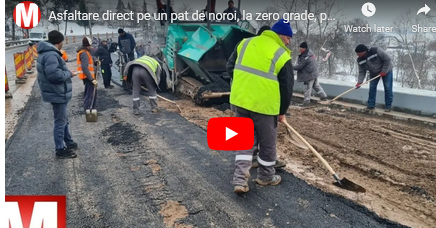 M Asfaltare direct pe un pat de noroi, la zero grade, p...
Watch Later
Share
M